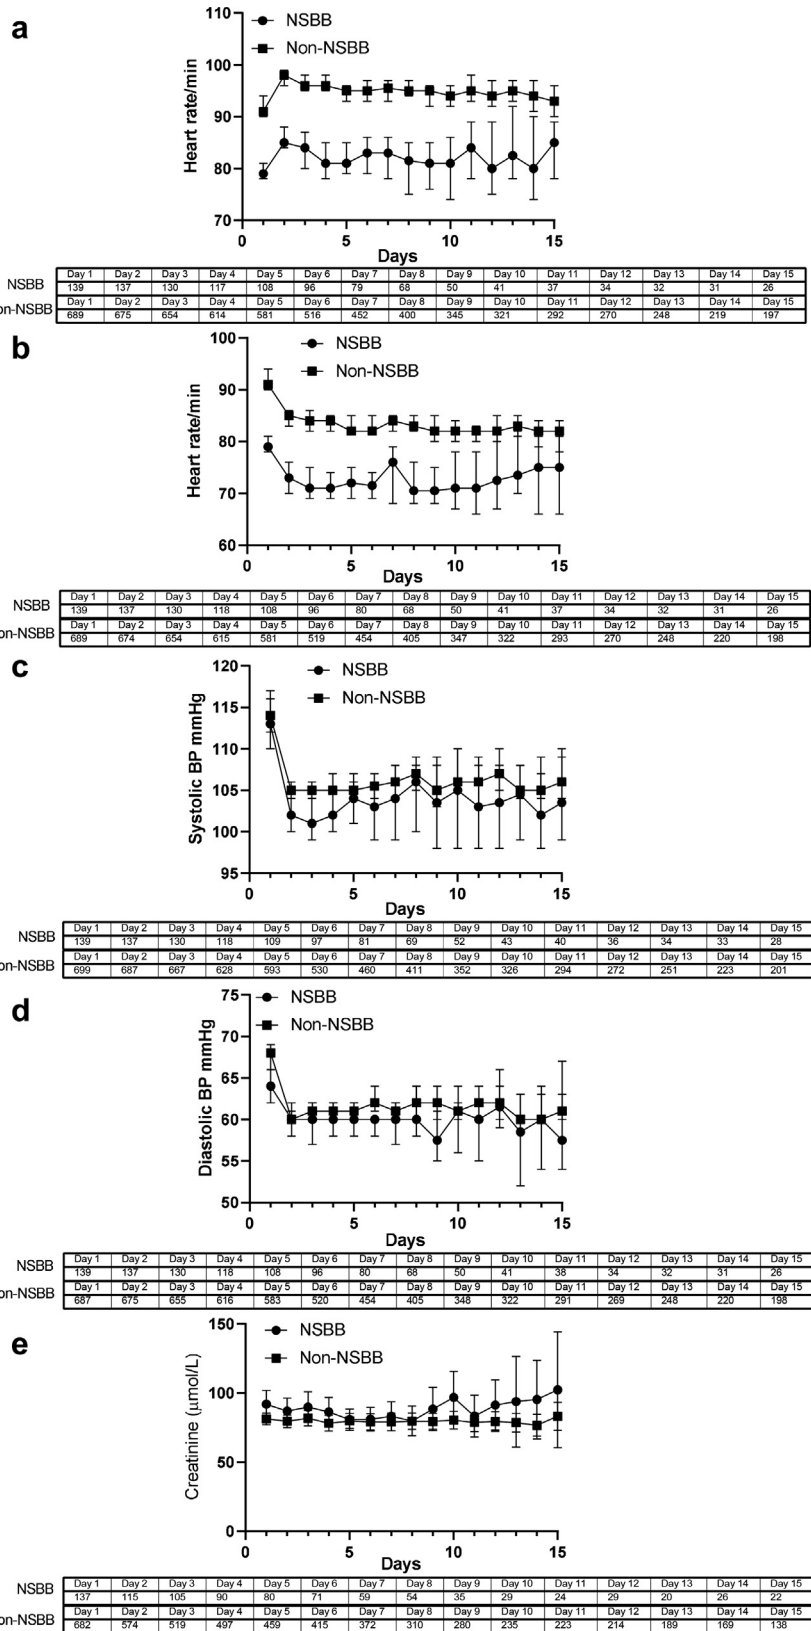 a
110
NSBB
Non-NSBB
100
90
80
70
Heart rate/min
0 5 10 15
Days
Day 1 Day 2 Day 3 Day 4 Day 5 Day 6 Day 7 Day 8 Day 9 Day 10 Day 11 Day 12 Day 13 Day 14 Day 15
NSBB 139 137 130 117 108 96 79 68 50 41 37 34 32 31 26
Day 1 Day 2 Day 3 Day 4 Day 5 Day 6 Day 7 Day 8 Day 9 Day 10 Day 11 Day 12 Day 13 Day 14 Day 15
on-NSBB 689 675 654 614 581 516 452 400 345 321 292 270 248 219 197
b
100
NSBB
Non-NSBB
90
80
70
60
Heart rate/min
0 5 10 15
Days
Day 1 Day 2 Day 3 Day 4 Day 5 Day 6 Day 7 Day 8 Day 9 Day 10 Day 11 Day 12 Day 13 Day 14 Day 15
NSBB 139 137 130 118 108 96 80 68 50 41 37 34 32 31 26
Day 1 Day 2 Day 3 Day 4 Day 5 Day 6 Day 7 Day 8 Day 9 Day 10 Day 11 Day 12 Day 13 Day 14 Day 15
on-NSBB 689 674 654 615 581 519 454 405 347 322 293 270 248 220 198
c
120
NSBB
Non-NSBB
115
110
105
100
95
Systolic BP mmHg
0 5 10 15
Days
Day 1 Day 2 Day 3 Day 4 Day 5 Day 6 Day 7 Day 8 Day 9 Day 10 Day 11 Day 12 Day 13 Day 14 Day 15
NSBB 139 137 130 118 109 97 81 69 52 43 40 36 34 33 28
Day 1 Day 2 Day 3 Day 4 Day 5 Day 6 Day 7 Day 8 Day 9 Day 10 Day 11 Day 12 Day 13 Day 14 Day 15
on-NSBB 699 687 667 628 593 530 460 411 352 326 294 272 251 223 201
d
75
NSBB
Non-NSBB
70
65
60
55
50
Diastolic BP mmHg
0 5 10 15
Days
Day 1 Day 2 Day 3 Day 4 Day 5 Day 6 Day 7 Day 8 Day 9 Day 10 Day 11 Day 12 Day 13 Day 14 Day 15
NSBB 139 137 130 118 108 96 80 68 50 41 38 34 32 31 26
Day 1 Day 2 Day 3 Day 4 Day 5 Day 6 Day 7 Day 8 Day 9 Day 10 Day 11 Day 12 Day 13 Day 14 Day 15
on-NSBB 687 675 655 616 583 520 454 405 348 322 291 269 248 220 198
e
150
NSBB
Non-NSBB
100
50
0
Creatinine (μmol/L)
0 5 10 15
Days
Day 1 Day 2 Day 3 Day 4 Day 5 Day 6 Day 7 Day 8 Day 9 Day 10 Day 11 Day 12 Day 13 Day 14 Day 15
NSBB 137 115 105 90 80 71 59 54 35 29 24 29 20 26 22
Day 1 Day 2 Day 3 Day 4 Day 5 Day 6 Day 7 Day 8 Day 9 Day 10 Day 11 Day 12 Day 13 Day 14 Day 15
on-NSBB 682 574 519 497 459 415 372 310 280 235 223 214 189 169 138